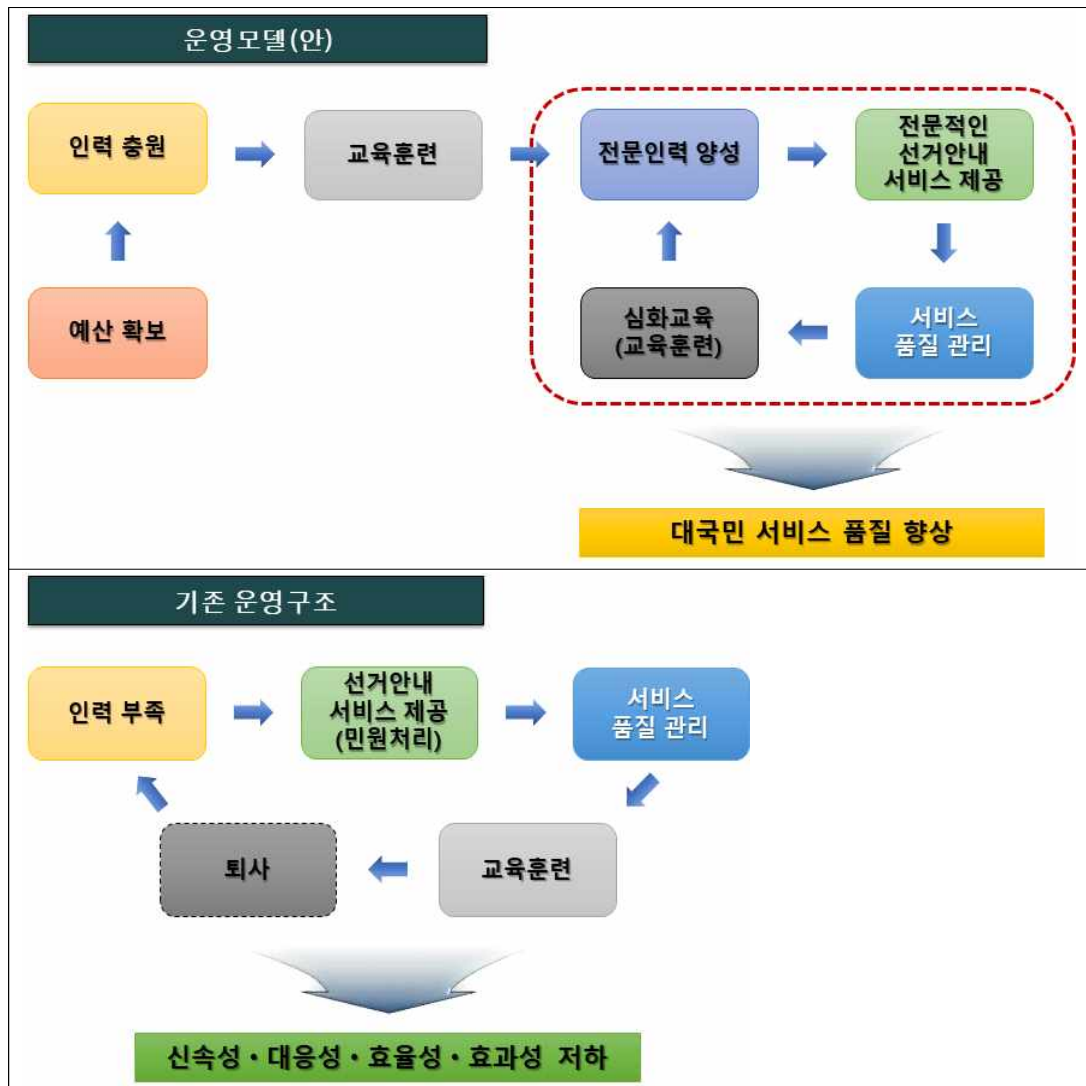 운영모델(안)
인력 충원
교육훈련
전문인력 양성
전문적인
선거안내
서비스 제공
예산 확보
심화교육
(교육훈련)
서비스
품질 관리
대국민 서비스 품질 향상
기존 운영구조
인력 부족
선거안내
서비스 제공
(민원처리)
서비스
품질 관리
퇴사
교육훈련
신속성・대응성・효율성・효과성 저하